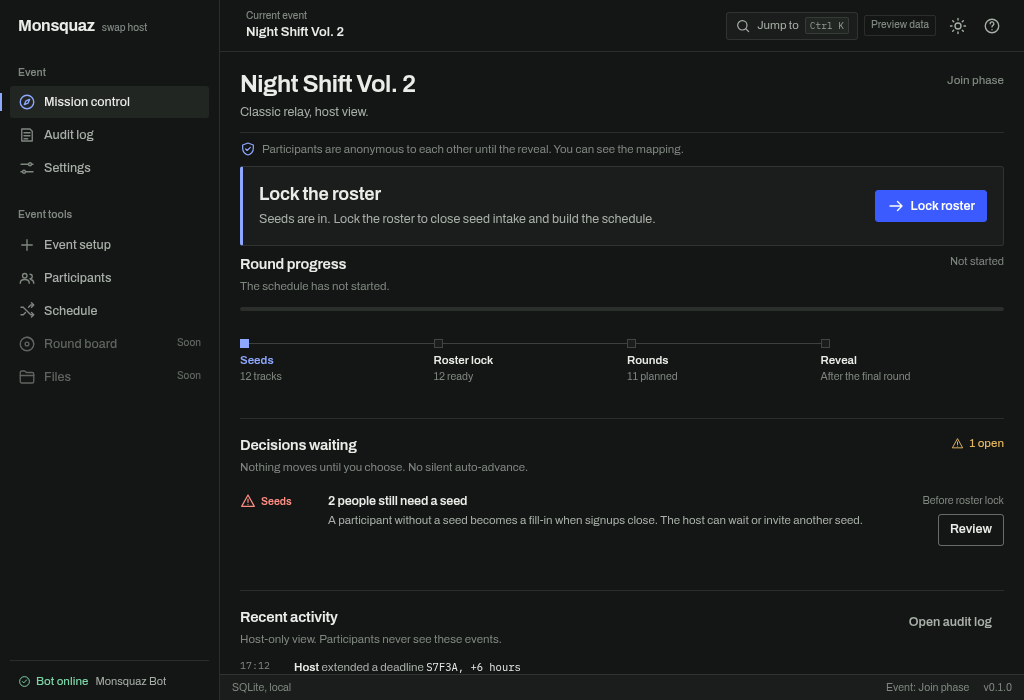 Monsquaz swap host
Event
Mission control
Audit log
Settings
Event tools
Event setup
Participants
Schedule
Round board Soon
Files Soon
Bot online Monsquaz Bot
Current event
Night Shift Vol. 2
Jump to Ctrl K
Preview data
Night Shift Vol. 2
Join phase
Classic relay, host view.
Participants are anonymous to each other until the reveal. You can see the mapping.
Lock the roster
Seeds are in. Lock the roster to close seed intake and build the schedule.
Lock roster
Round progress
Not started
The schedule has not started.
Seeds
12 tracks
Roster lock
12 ready
Rounds
11 planned
Reveal
After the final round
Decisions waiting
1 open
Nothing moves until you choose. No silent auto-advance.
Seeds
2 people still need a seed
A participant without a seed becomes a fill-in when signups close. The host can wait or invite another seed.
Before roster lock
Review
Recent activity
Open audit log
Host-only view. Participants never see these events.
17:12 Host extended a deadline S7F3A, +6 hours
SQLite, local
Event: Join phase v0.1.0